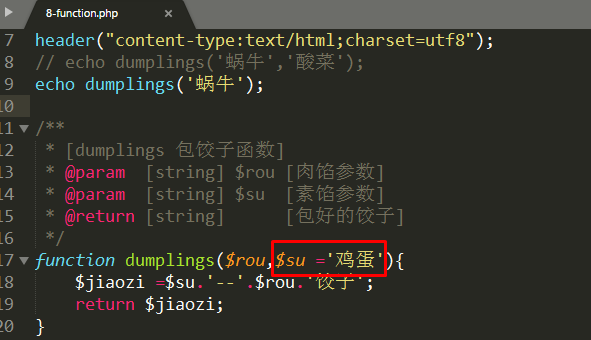 8-function.php ×
7 header("content-type:text/html;charset=utf8");
8 // echo dumplings('蜗牛','酸菜');
9 echo dumplings('蜗牛');
10
11 /**
12  * [dumplings 包饺子函数]
13  * @param  [string] $rou [肉馅参数]
14  * @param  [string] $su  [素馅参数]
15  * @return [string]      [包好的饺子]
16  */
17 function dumplings($rou,$su ='鸡蛋'){
18     $jiaozi =$su.'--'.$rou.'饺子';
19     return $jiaozi;
20 }